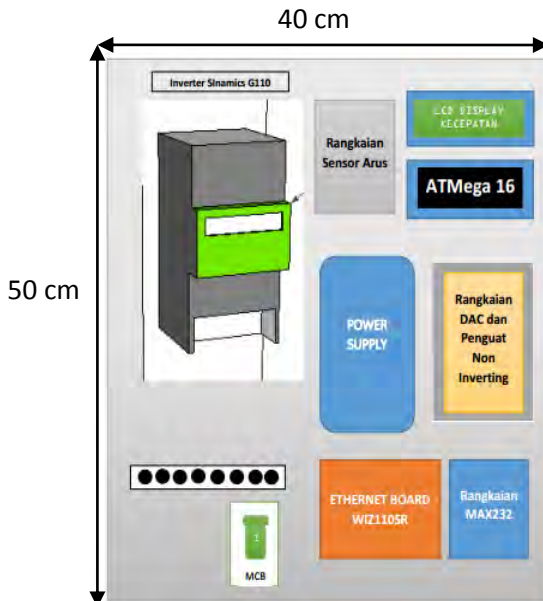 40 cm
50 cm
Inverter Sinamics G110
Rangkaian
Sensor Arus
LCD DISPLAY
KECEPATAN
ATMega 16
POWER
SUPPLY
Rangkaian
DAC dan
Penguat
Non
Inverting
ETHERNET BOARD
WIZ110SR
Rangkaian
MAX232
1
MCB